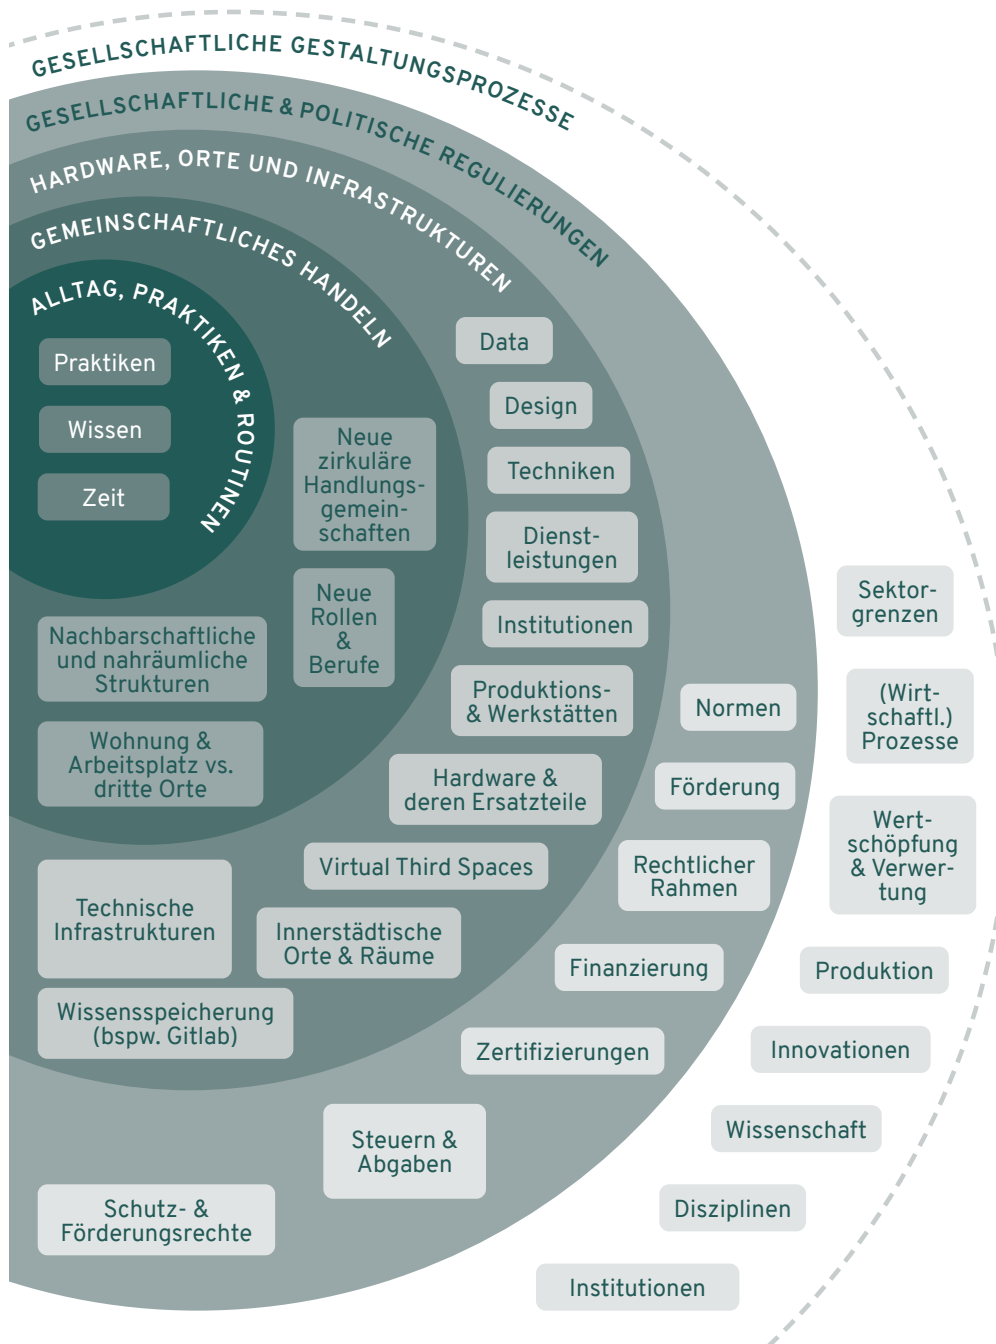 GESELLSCHAFTLICHE GESTALTUNGSPROZESSE
GESELLSCHAFTLICHE & POLITISCHE REGULIERUNGEN
HARDWARE, ORTE UND INFRASTRUKTUREN
GEMEINSCHAFTLICHES HANDELN
ALLTAG, PRAKTIKEN & ROUTINEN
Praktiken
Wissen
Zeit
Neue
zirkuläre
Handlungs-
gemein-
schaften
Neue
Rollen
&
Berufe
Nachbarschaftliche
und nahräumliche
Strukturen
Wohnung &
Arbeitsplatz vs.
dritte Orte
Data
Design
Techniken
Dienst-
leistungen
Institutionen
Produktions-
& Werkstätten
Hardware &
deren Ersatzteile
Virtual Third Spaces
Innerstädtische
Orte & Räume
Technische
Infrastrukturen
Wissensspeicherung
(bspw. Gitlab)
Normen
Förderung
Rechtlicher
Rahmen
Finanzierung
Zertifizierungen
Steuern &
Abgaben
Schutz- &
Förderungsrechte
Sektor-
grenzen
(Wirt-
schaftl.)
Prozesse
Wert-
schöpfung
& Verwer-
tung
Produktion
Innovationen
Wissenschaft
Disziplinen
Institutionen